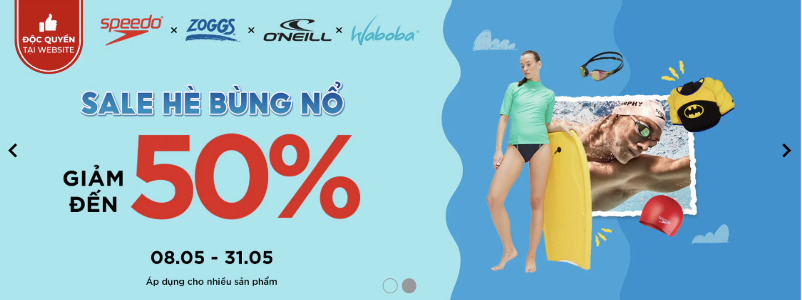 ĐỘC QUYỀN
TẠI WEBSITE
speedo × ZOGGS × O'NEILL × Waboba
SALE HÈ BÙNG NỔ
GIẢM
ĐẾN
50%
08.05 - 31.05
Áp dụng cho nhiều sản phẩm